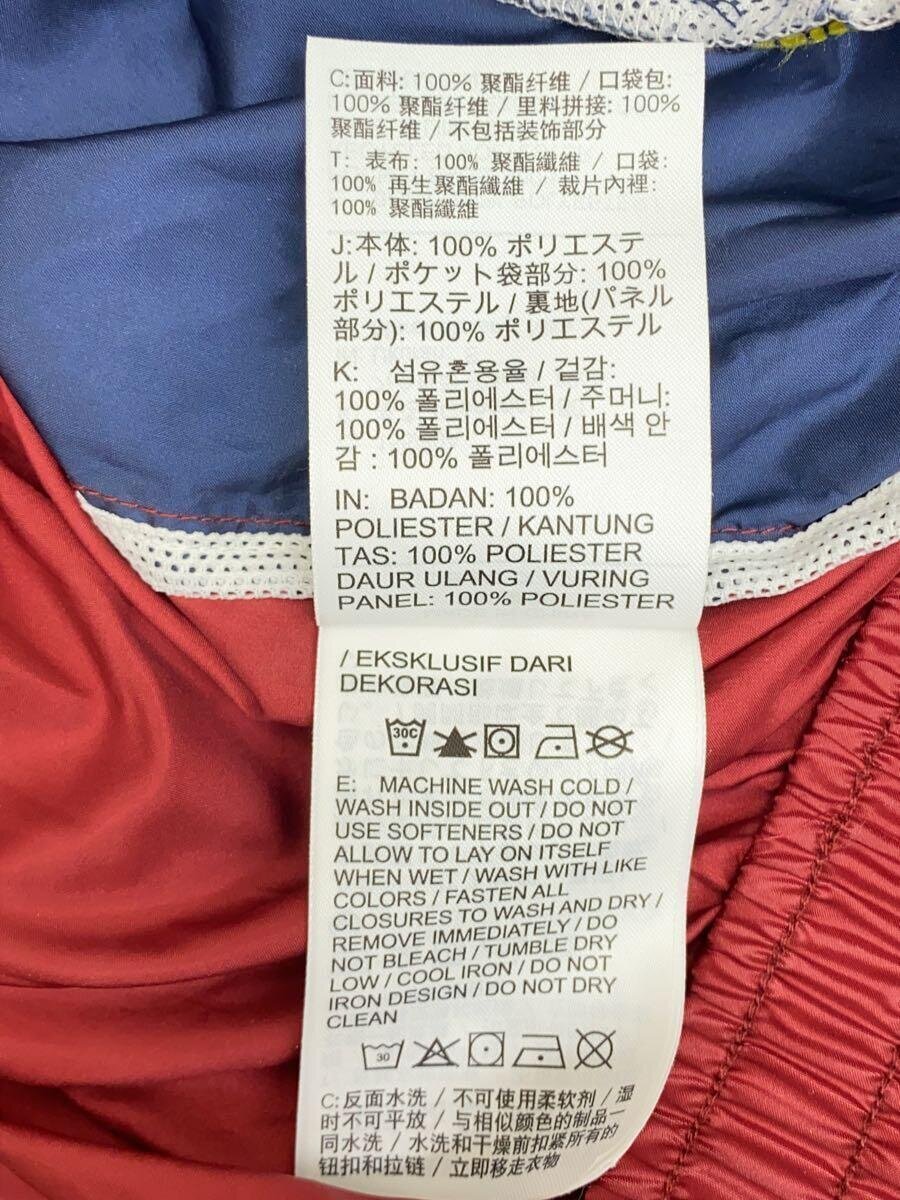 C:面料: 100% 聚酯纤维 / 口袋包:
100% 聚酯纤维 / 里料拼接: 100%
聚酯纤维 / 不包括装饰部分
T: 表布: 100% 聚酯纖維 / 口袋:
100% 再生聚酯纖維 / 裁片內裡:
100% 聚酯纖維
J:本体: 100% ポリエステ
ル / ポケット袋部分: 100%
ポリエステル / 裏地(パネル
部分): 100% ポリエステル
K: 섬유혼용율 / 겉감:
100% 폴리에스터 / 주머니:
100% 폴리에스터 / 배색 안
감 : 100% 폴리에스터
IN: BADAN: 100%
POLIESTER / KANTUNG
TAS: 100% POLIESTER
DAUR ULANG / VURING
PANEL: 100% POLIESTER
/ EKSKLUSIF DARI
DEKORASI
30C
E: MACHINE WASH COLD /
WASH INSIDE OUT / DO NOT
USE SOFTENERS / DO NOT
ALLOW TO LAY ON ITSELF
WHEN WET / WASH WITH LIKE
COLORS / FASTEN ALL
CLOSURES TO WASH AND DRY /
REMOVE IMMEDIATELY / DO
NOT BLEACH / TUMBLE DRY
LOW / COOL IRON / DO NOT
IRON DESIGN / DO NOT DRY
CLEAN
30
C:反面水洗 / 不可使用柔软剂 / 湿
时不可平放 / 与相似颜色的制品一
同水洗 / 水洗和干燥前扣紧所有的
钮扣和拉链 / 立即移走衣物